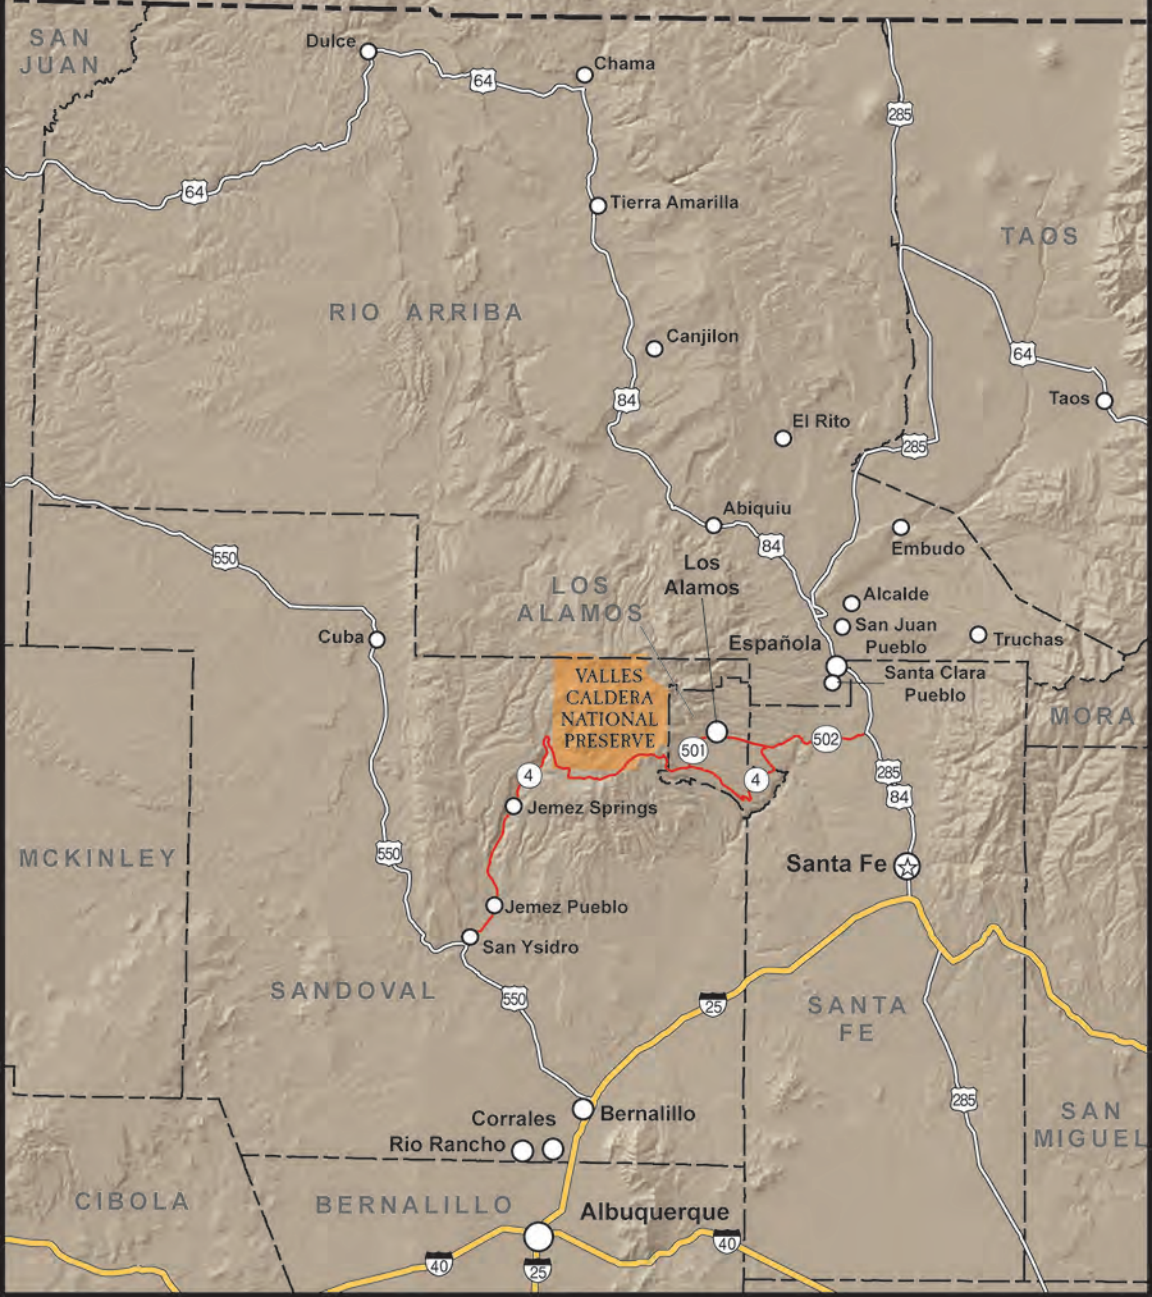 SAN
JUAN
Dulce
64
Chama
285
64
Tierra Amarilla
TAOS
RIO ARRIBA
Canjilon
64
84
Taos
El Rito
285
Abiquiu
84
Embudo
550
Los
Alamos
LOS
ALAMOS
Alcalde
San Juan
Pueblo
Cuba
Española
Truchas
Santa Clara
Pueblo
VALLES
CALDERA
NATIONAL
PRESERVE
MORA
501
502
4
4
285
84
Jemez Springs
MCKINLEY
550
Santa Fe
Jemez Pueblo
San Ysidro
SANDOVAL
550
25
SANTA
FE
285
Corrales
Bernalillo
Rio Rancho
SAN
MIGUEL
CIBOLA
BERNALILLO
Albuquerque
40
40
25